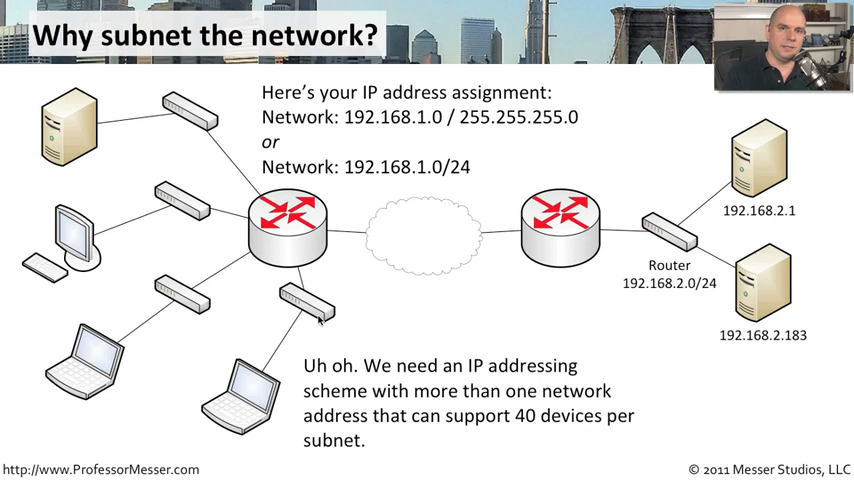 Why subnet the network?
Here's your IP address assignment:
Network: 192.168.1.0 / 255.255.255.0
or
Network: 192.168.1.0/24
192.168.2.1
Router
192.168.2.0/24
192.168.2.183
Uh oh. We need an IP addressing
scheme with more than one network
address that can support 40 devices per
subnet.
http://www.ProfessorMesser.com
© 2011 Messer Studios, LLC